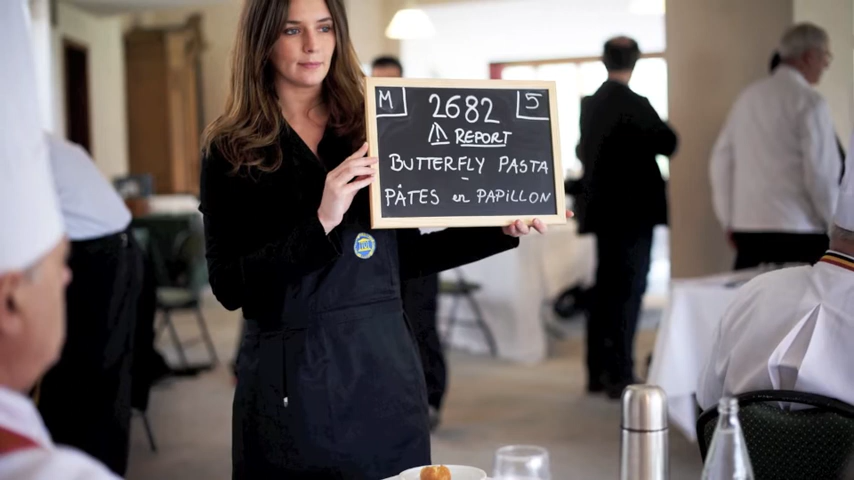 M 2682 5
⚠ REPORT
BUTTERFLY PASTA
-
PÂTES en PAPILLON